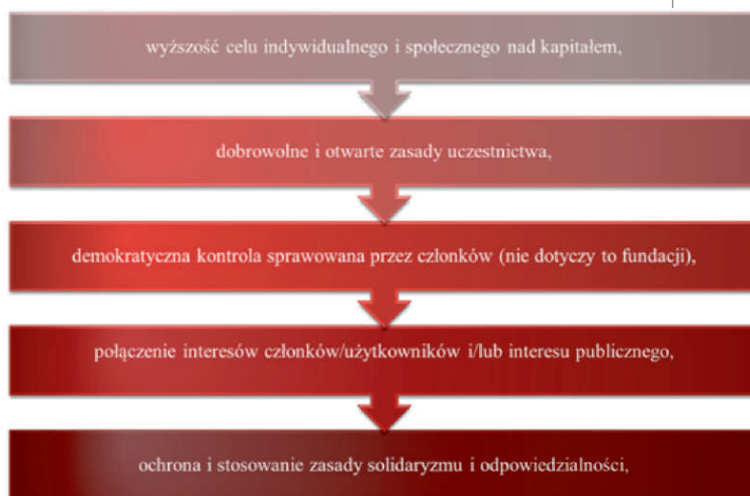 wyższość celu indywidualnego i społecznego nad kapitałem,
dobrowolne i otwarte zasady uczestnictwa,
demokratyczna kontrola sprawowana przez członków (nie dotyczy to fundacji),
połączenie interesów członków/użytkowników i/lub interesu publicznego,
ochrona i stosowanie zasady solidaryzmu i odpowiedzialności,